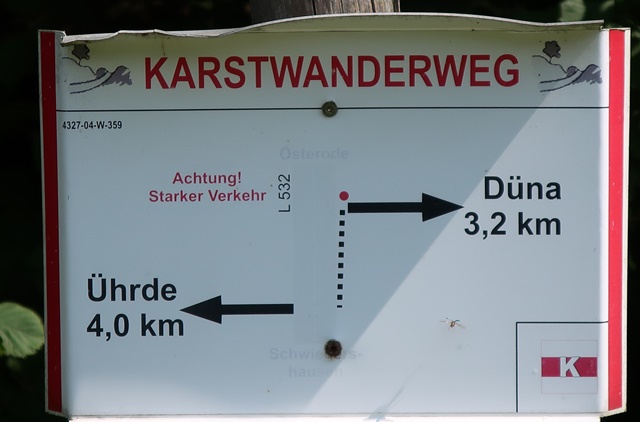 KARSTWANDERWEG
4327-04-W-359
Osterode
Achtung!
Starker Verkehr
L 532
Düna
3,2 km
Ührde
4,0 km
K